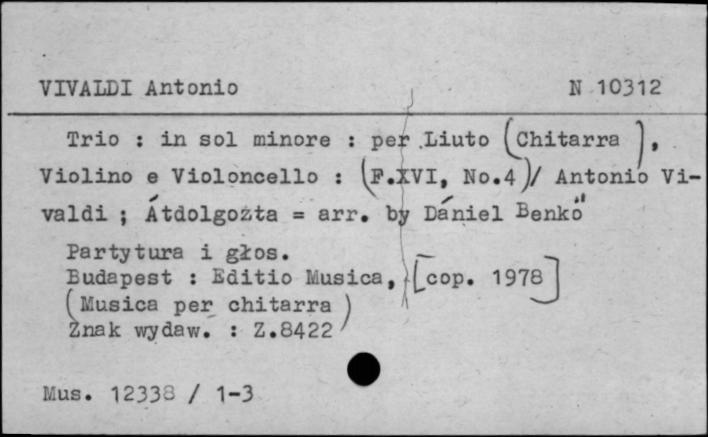 VIVALDI Antonio N 10312
Trio : in sol minore : per Liuto (Chitarra),
Violino e Violoncello : (F.XVI, No.4)/ Antonio Vi-
valdi ; Átdolgozta = arr. by Dániel Benkő
Partytura i głos.
Budapest : Editio Musica, [cop. 1978]
(Musica per chitarra)
Znak wydaw. : Z.8422
Mus. 12338 / 1-3